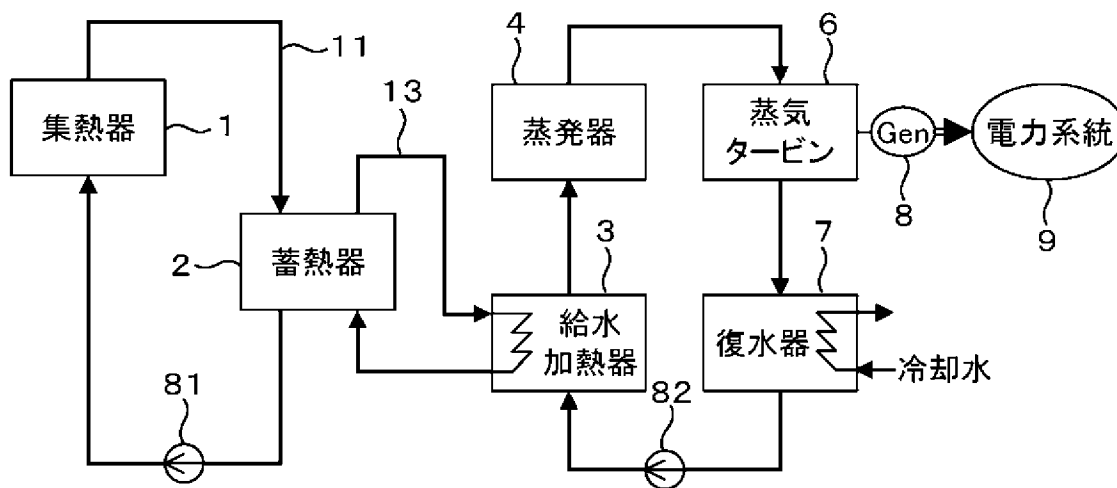 4
6
11
13
集熱器
1
蒸発器
蒸気
タービン
Gen
電力系統
8
9
2
蓄熱器
3
7
給水
加熱器
復水器
冷却水
81
82